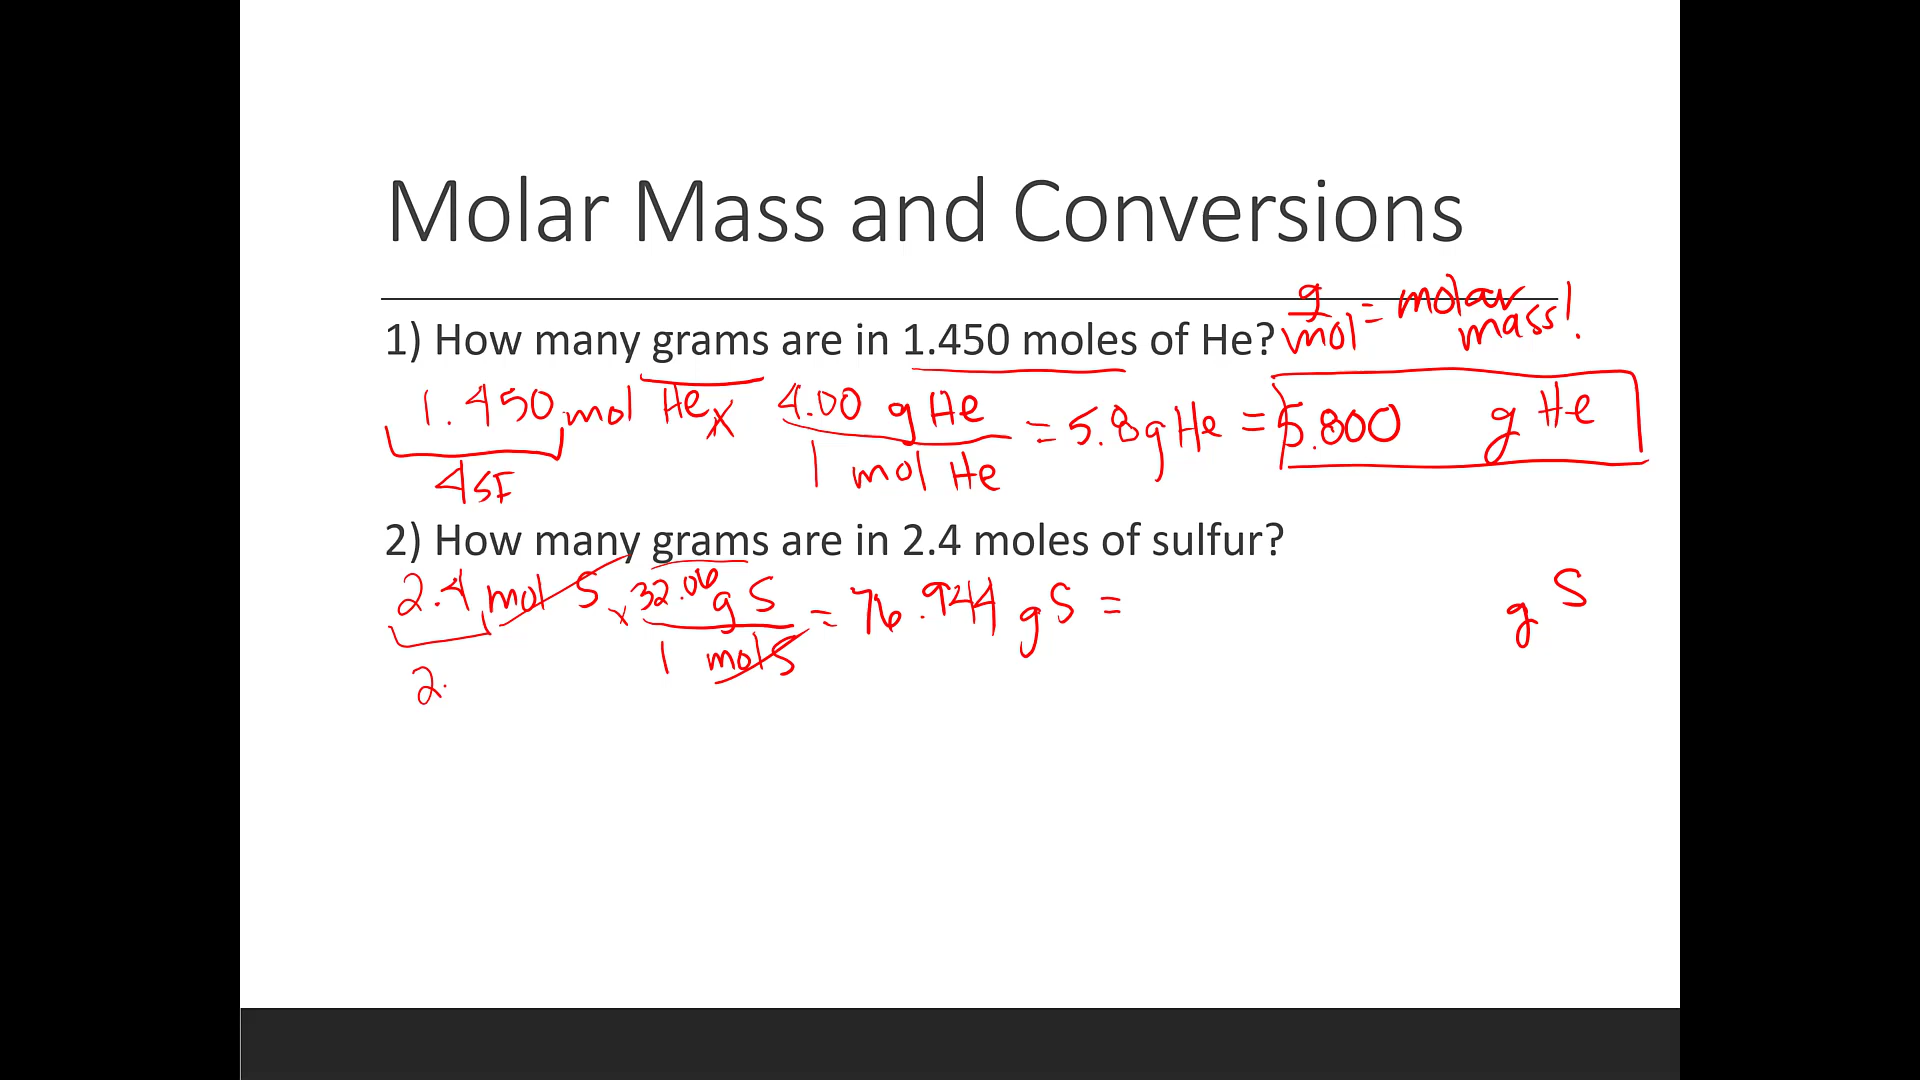 Molar Mass and Conversions
g/mol = molar mass!
1) How many grams are in 1.450 moles of He?
1.450 mol He x 4.00 g He / 1 mol He = 5.8 g He = 5.800 g He
4 SF
2) How many grams are in 2.4 moles of sulfur?
2.4 mol S x 32.06 g S / 1 mol S = 76.944 g S = g S
2.